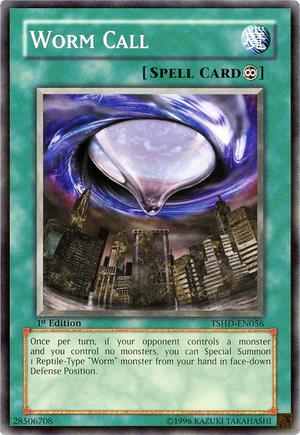 WORM CALL
魔
[SPELL CARD∞]
1st Edition
TSHD-EN056
Once per turn, if your opponent controls a monster
and you control no monsters, you can Special Summon
1 Reptile-Type "Worm" monster from your hand in face-down
Defense Position.
28506708
©1996 KAZUKI TAKAHASHI